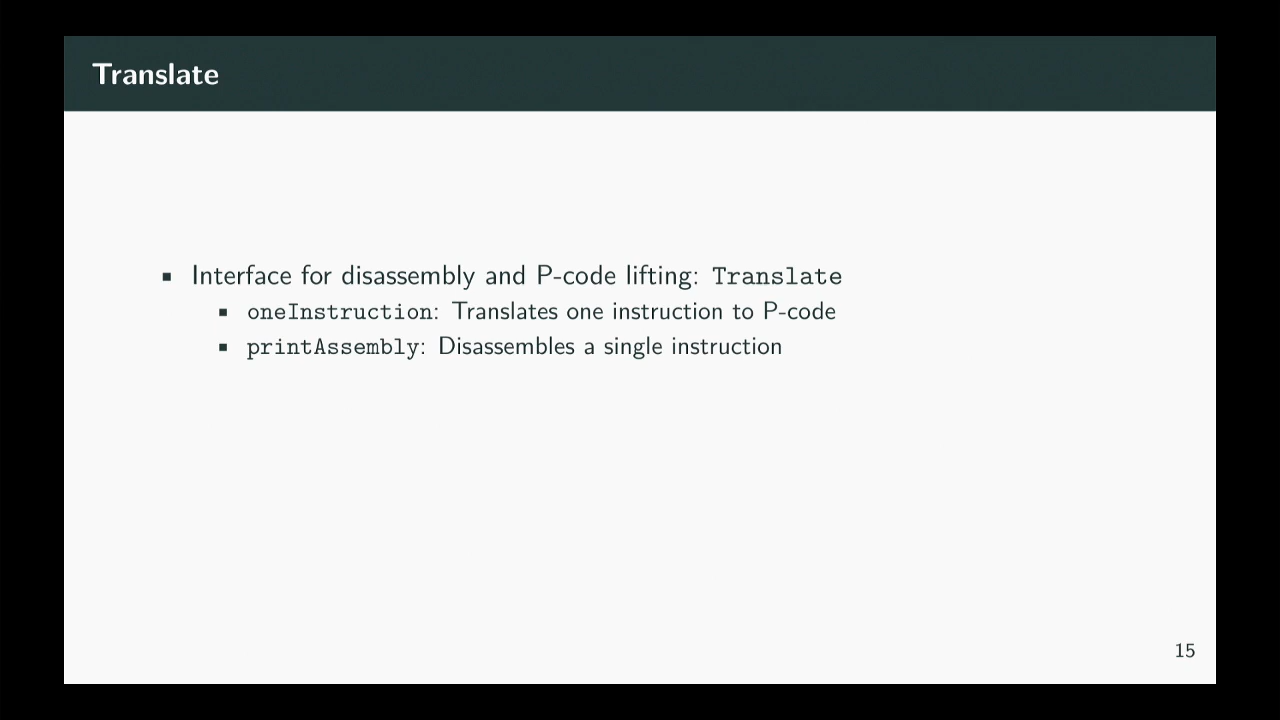 Translate
▪ Interface for disassembly and P-code lifting: Translate
▪ oneInstruction: Translates one instruction to P-code
▪ printAssembly: Disassembles a single instruction
15